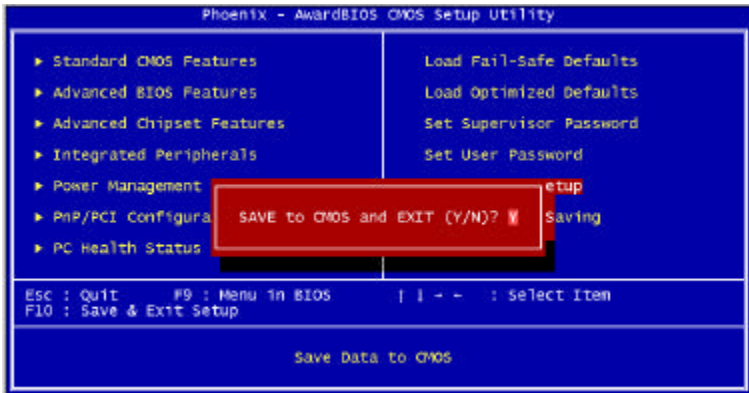 Phoenix - AwardBIOS CMOS Setup Utility
▶ Standard CMOS Features
▶ Advanced BIOS Features
▶ Advanced Chipset Features
▶ Integrated Peripherals
▶ Power Management
▶ PnP/PCI Configura
▶ PC Health Status
Load Fail-Safe Defaults
Load Optimized Defaults
Set Supervisor Password
Set User Password
etup
Saving
SAVE to CMOS and EXIT (Y/N)? Y
Esc : Quit F9 : Menu in BIOS ↑ ↓ → ← : Select Item
F10 : Save & Exit Setup
Save Data to CMOS